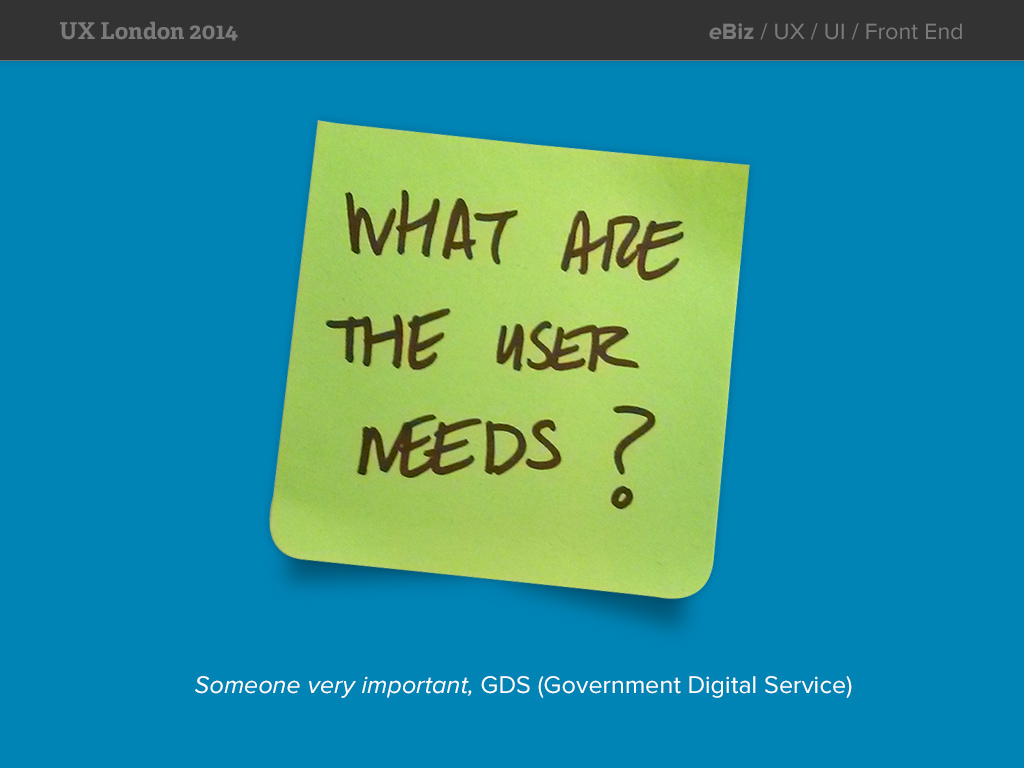 UX London 2014
eBiz / UX / UI / Front End
WHAT ARE
THE USER
NEEDS ?
Someone very important, GDS (Government Digital Service)